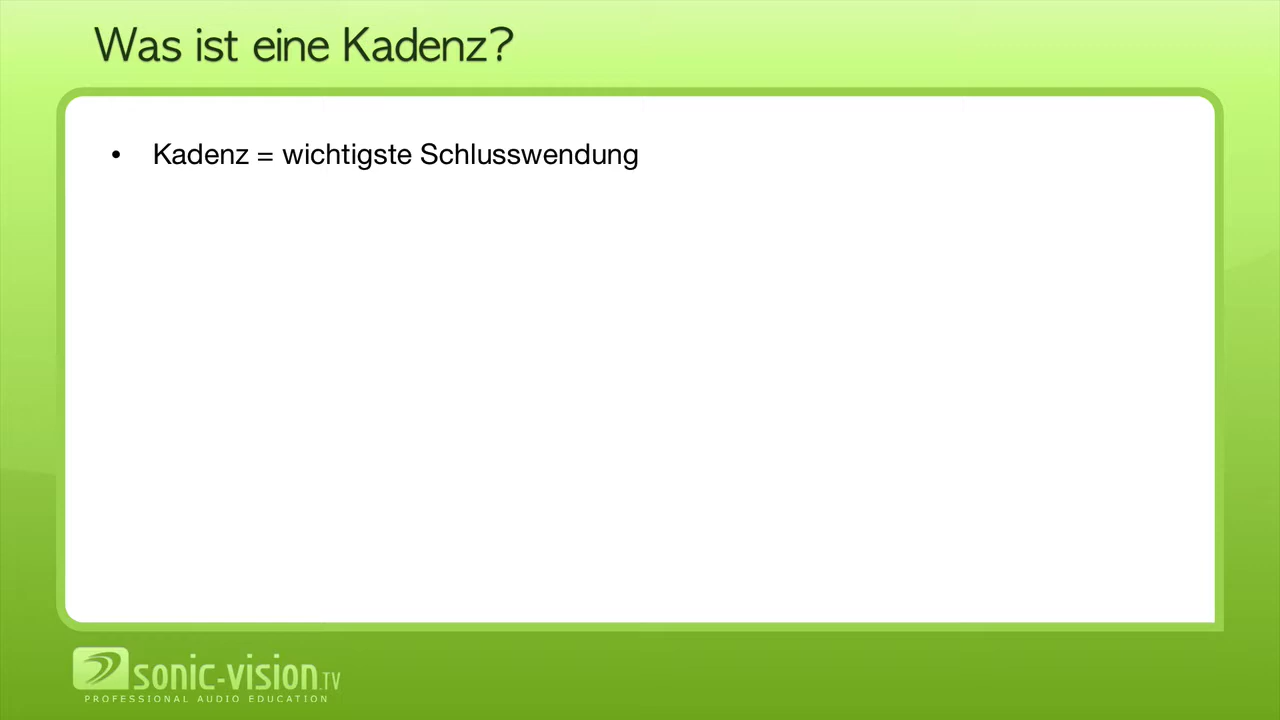 Was ist eine Kadenz?
• Kadenz = wichtigste Schlusswendung
sonic-vision.TV
PROFESSIONAL AUDIO EDUCATION